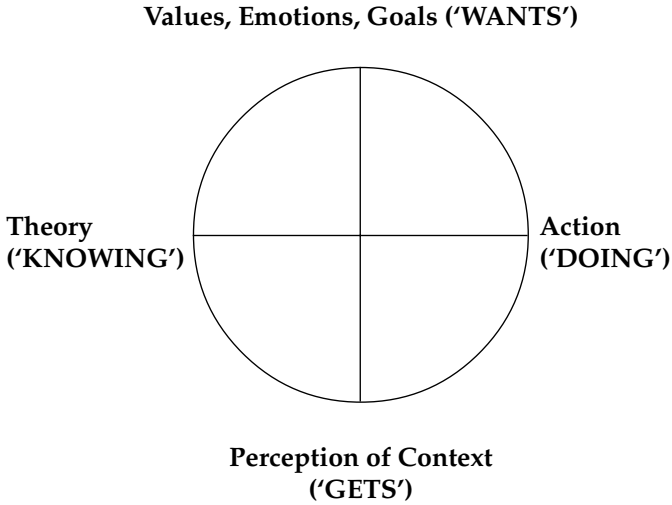 Values, Emotions, Goals (‘WANTS’)
Theory
(‘KNOWING’)
Action
(‘DOING’)
Perception of Context
(‘GETS’)